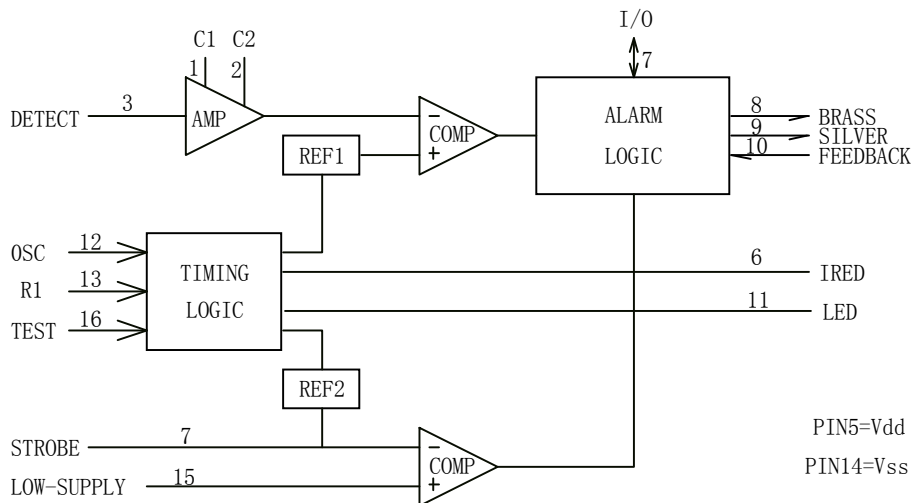 I/O
7
C1 C2
1 2
DETECT 3 AMP
- COMP +
REF1
ALARM LOGIC
8 BRASS
9 SILVER
10 FEEDBACK
OSC 12
R1 13
TEST 16
TIMING LOGIC
6 IRED
11 LED
REF2
STROBE 7
LOW-SUPPLY 15
- COMP +
PIN5=Vdd
PIN14=Vss